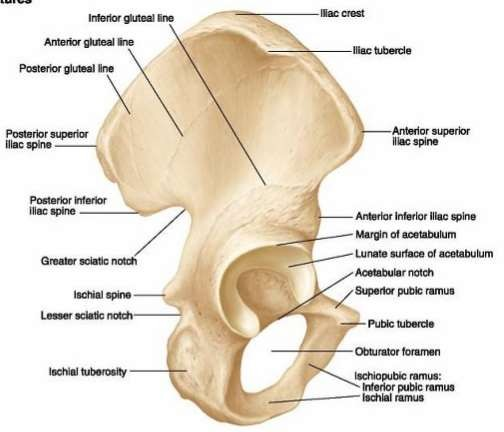 Inferior gluteal line
Iliac crest
Anterior gluteal line
Iliac tubercle
Posterior gluteal line
Posterior superior
iliac spine
Anterior superior
iliac spine
Posterior inferior
iliac spine
Anterior inferior iliac spine
Margin of acetabulum
Lunate surface of acetabulum
Greater sciatic notch
Acetabular notch
Superior pubic ramus
Ischial spine
Lesser sciatic notch
Pubic tubercle
Obturator foramen
Ischial tuberosity
Ischiopubic ramus:
Inferior pubic ramus
Ischial ramus